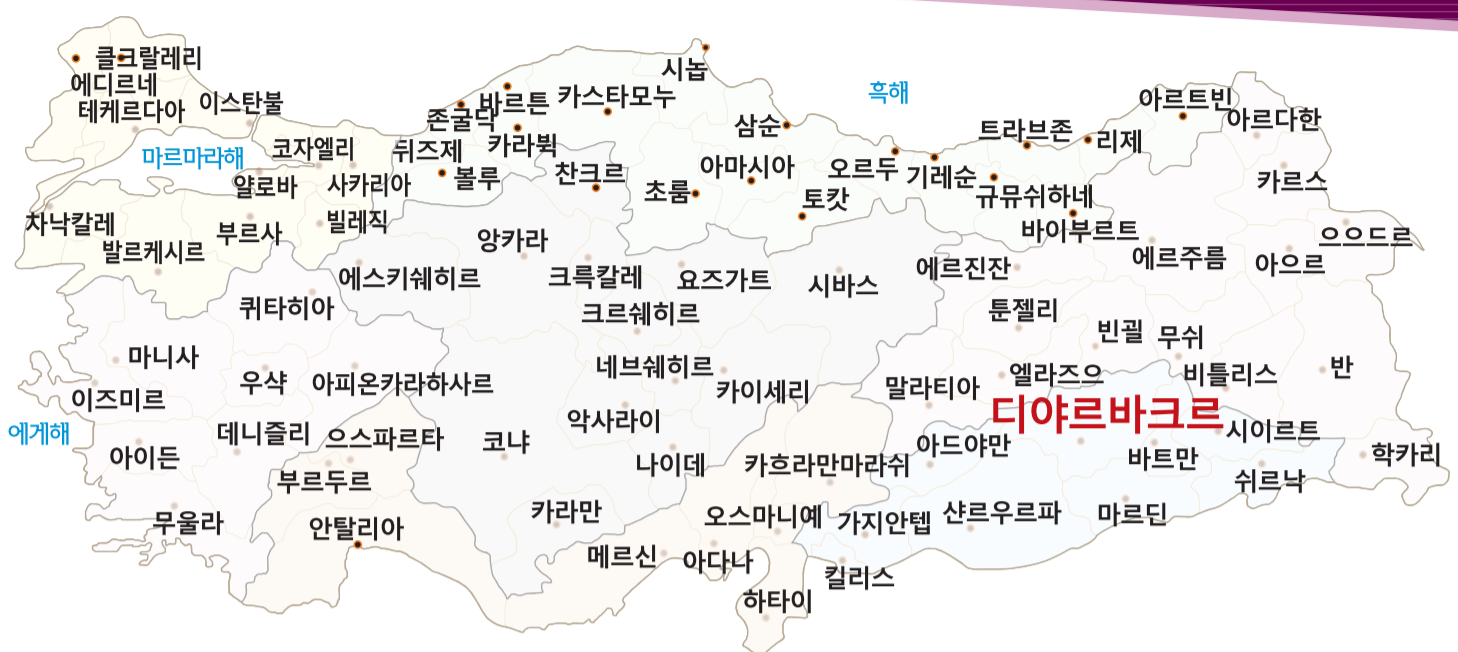 클크랄레리
에디르네
테케르다아
이스탄불
마르마라해
코자엘리
얄로바
사카리아
차낙칼레
발르케시르
부르사
빌레직
시놉
흑해
바르튼
카스타모누
존굴닥
카라뷕
뒤즈제
볼루
찬크르
삼순
아마시아
초룸
토캇
오르두
기레순
트라브존
리제
아르트빈
아르다한
규뮤쉬하네
바이부르트
카르스
으으드르
에르주름
아으르
앙카라
에스키쉐히르
크륵칼레
요즈가트
시바스
에르진잔
퀴타히아
크르쉐히르
툰젤리
빈굍
무쉬
마니사
우샥
아피온카라하사르
네브쉐히르
카이세리
말라티아
엘라즈으
비틀리스
반
이즈미르
에게해
데니즐리
으스파르타
악사라이
디야르바크르
시이르트
아이든
코냐
나이데
카흐라만마라쉬
아드야만
바트만
학카리
부르두르
쉬르낙
무울라
안탈리아
카라만
오스마니예
가지안텝
샨르우르파
마르딘
메르신
아다나
킬리스
하타이